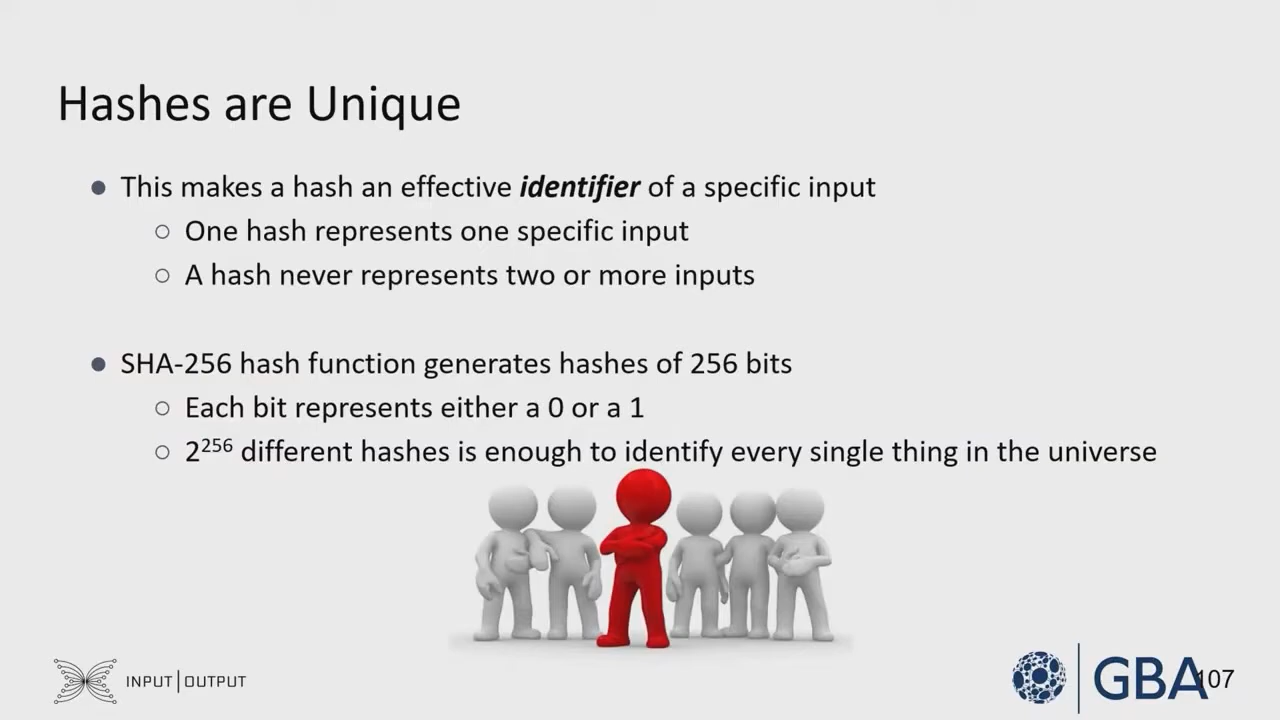 Hashes are Unique
● This makes a hash an effective identifier of a specific input
○ One hash represents one specific input
○ A hash never represents two or more inputs
● SHA-256 hash function generates hashes of 256 bits
○ Each bit represents either a 0 or a 1
○ 2²⁵⁶ different hashes is enough to identify every single thing in the universe
INPUT|OUTPUT
GBA
107